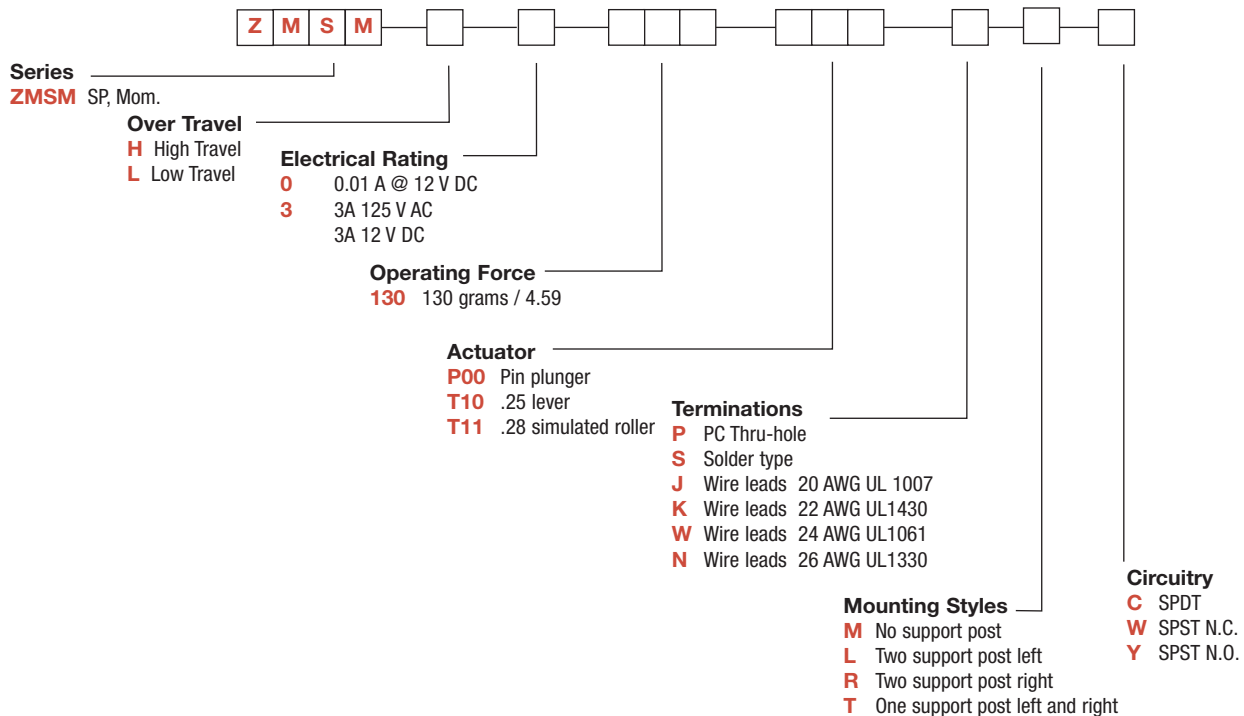 Z M S M
Series
ZMSM SP, Mom.
Over Travel
H High Travel
L Low Travel
Electrical Rating
0 0.01 A @ 12 V DC
3 3A 125 V AC
3A 12 V DC
Operating Force
130 130 grams / 4.59
Actuator
P00 Pin plunger
T10 .25 lever
T11 .28 simulated roller
Terminations
P PC Thru-hole
S Solder type
J Wire leads 20 AWG UL 1007
K Wire leads 22 AWG UL1430
W Wire leads 24 AWG UL1061
N Wire leads 26 AWG UL1330
Mounting Styles
M No support post
L Two support post left
R Two support post right
T One support post left and right
Circuitry
C SPDT
W SPST N.C.
Y SPST N.O.